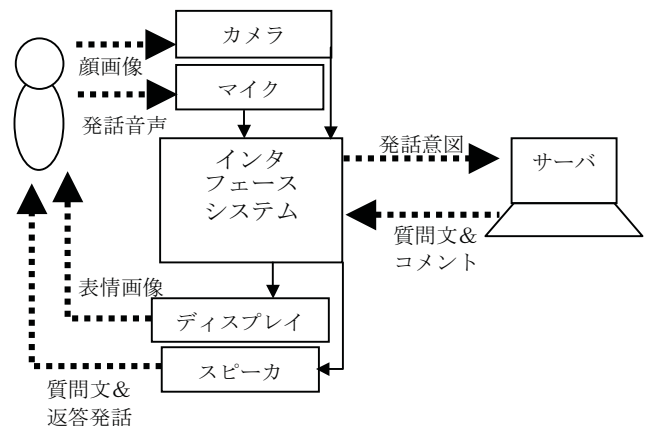 カメラ
顔画像
マイク
発話音声
インタ
フェース
システム
発話意図
サーバ
質問文&
コメント
表情画像
ディスプレイ
スピーカ
質問文&
返答発話